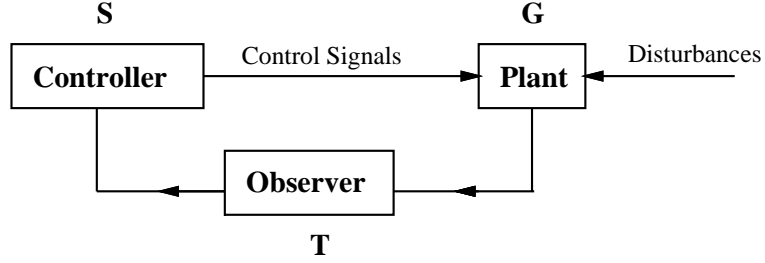 S
G
Control Signals
Disturbances
Controller
Plant
Observer
T